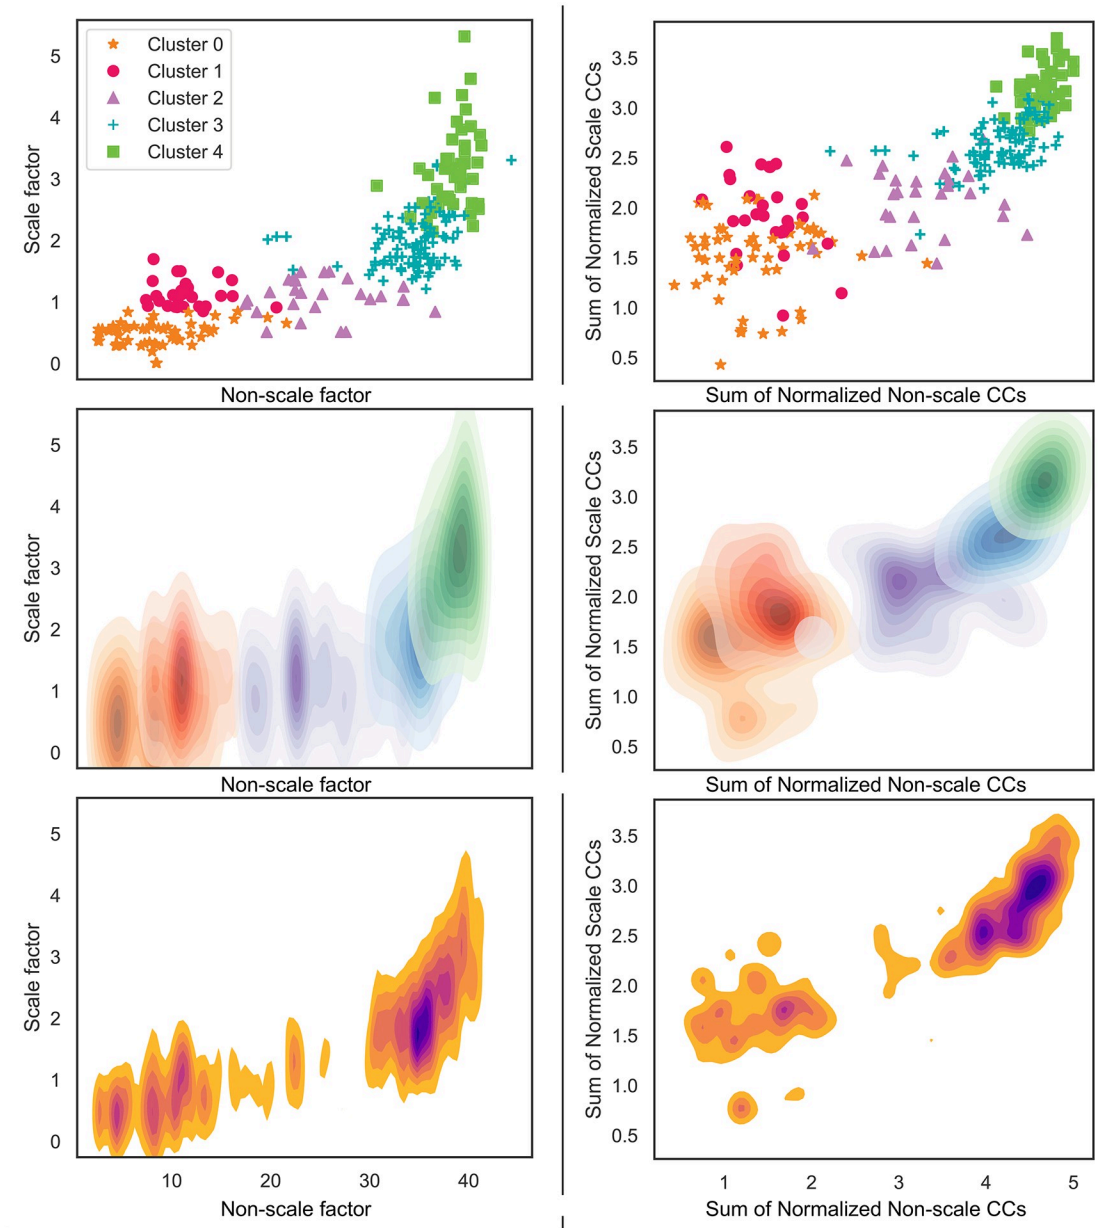 5
4
3
2
1
0
Scale factor
Cluster 0
Cluster 1
Cluster 2
Cluster 3
Cluster 4
Non-scale factor
3.5
3.0
2.5
2.0
1.5
1.0
0.5
Sum of Normalized Scale CCs
Sum of Normalized Non-scale CCs
5
4
3
2
1
0
Scale factor
Non-scale factor
3.5
3.0
2.5
2.0
1.5
1.0
0.5
Sum of Normalized Scale CCs
Sum of Normalized Non-scale CCs
5
4
3
2
1
0
Scale factor
10 20 30 40
Non-scale factor
3.5
3.0
2.5
2.0
1.5
1.0
0.5
Sum of Normalized Scale CCs
1 2 3 4 5
Sum of Normalized Non-scale CCs